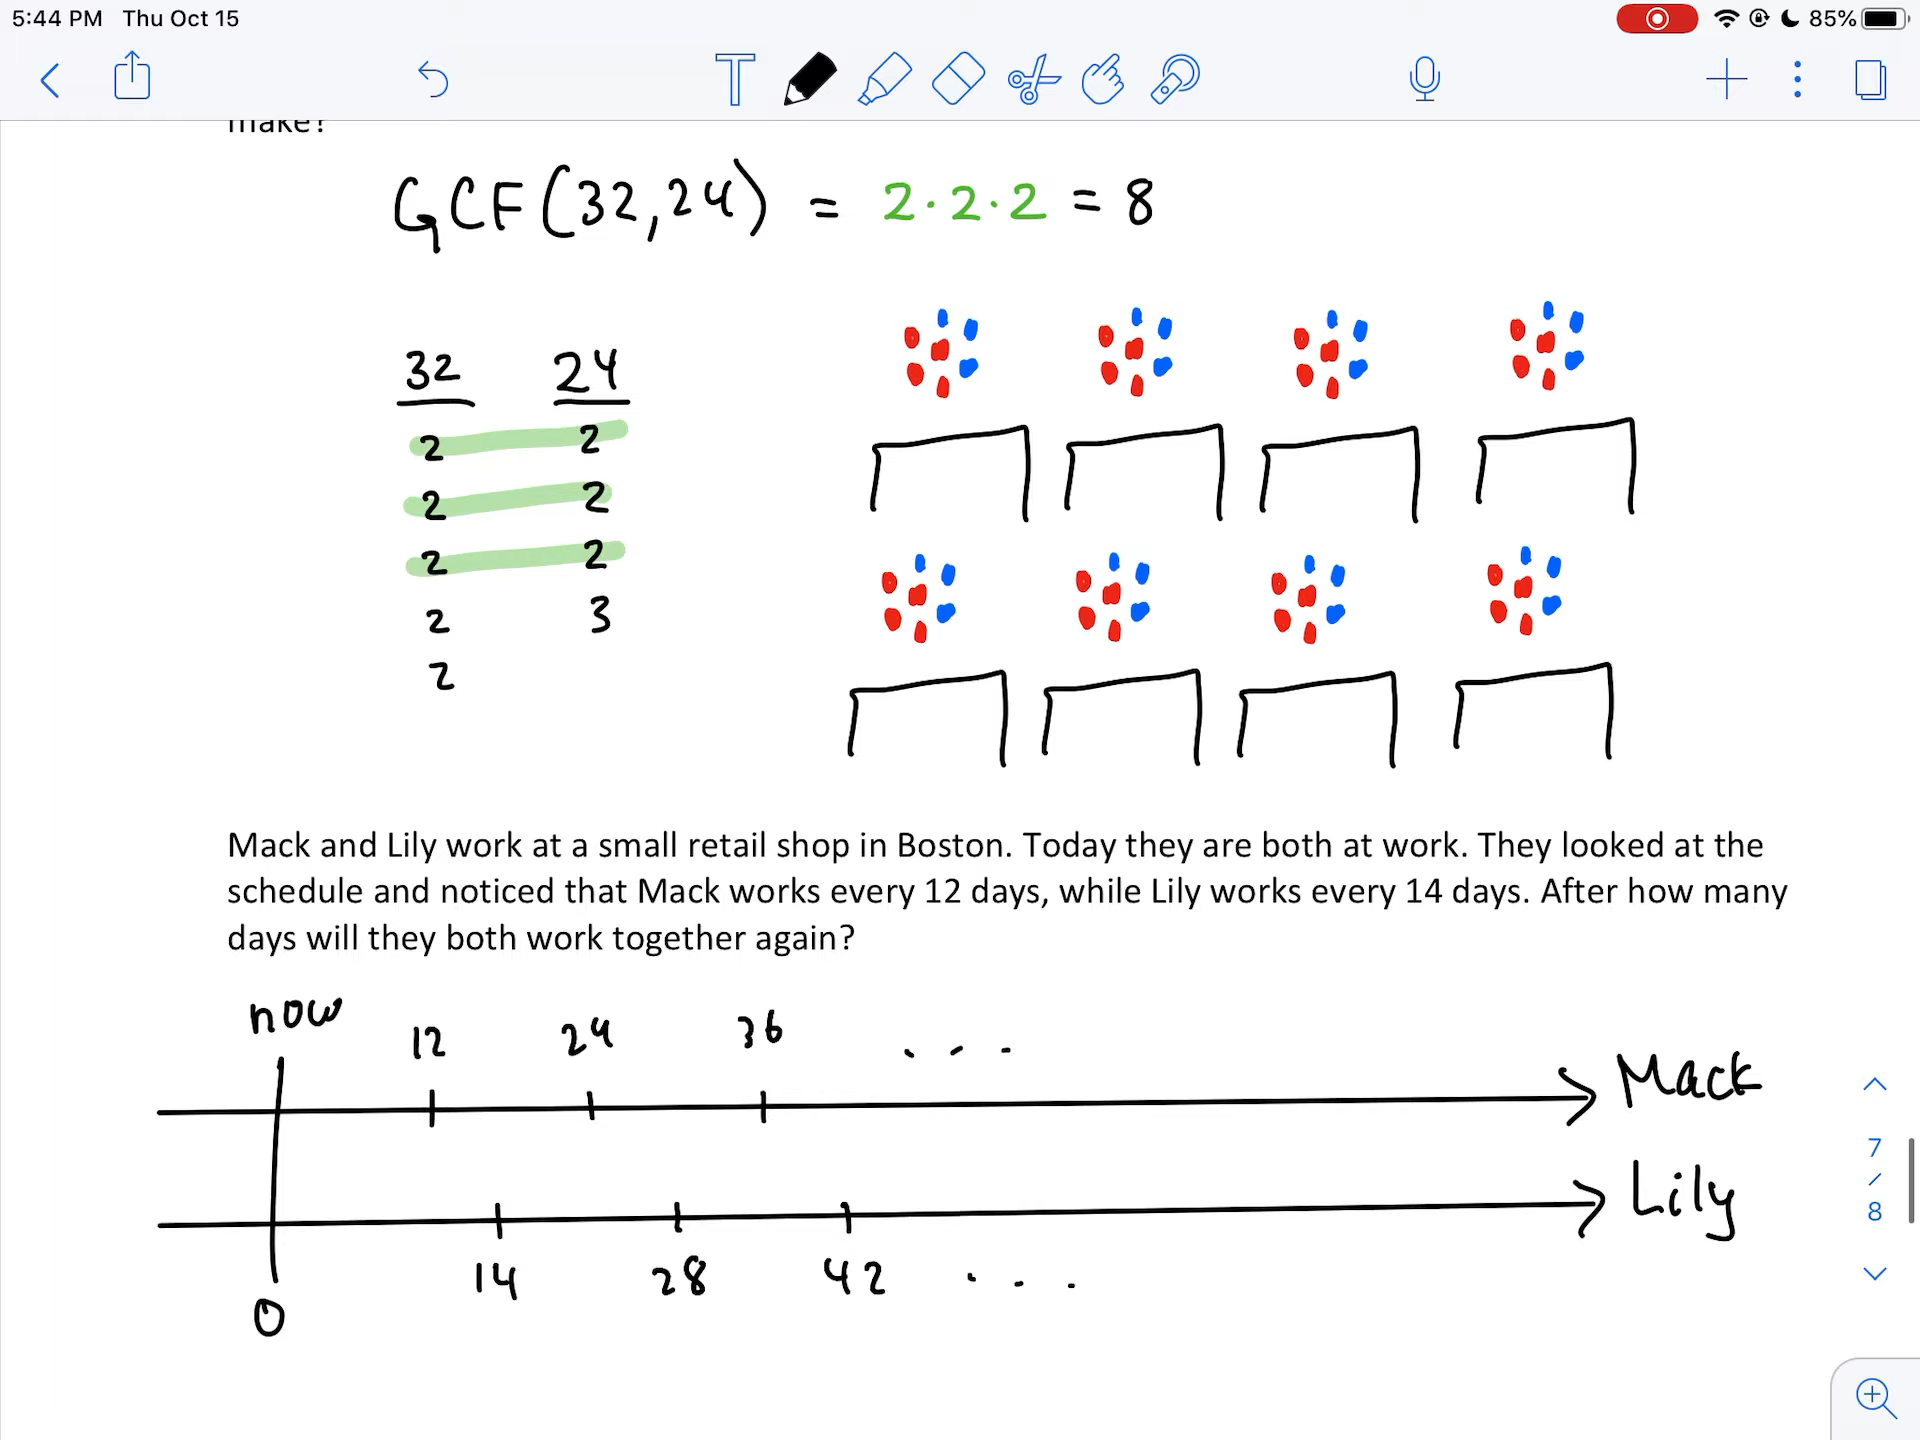 5:44 PM Thu Oct 15
85%
T
make?
GCF(32,24) = 2·2·2 = 8
32 24
2 2
2 2
2 2
2 3
2
Mack and Lily work at a small retail shop in Boston. Today they are both at work. They looked at the
schedule and noticed that Mack works every 12 days, while Lily works every 14 days. After how many
days will they both work together again?
now
12 24 36 . . .
Mack
Lily
14 28 42 . . .
0
7
/
8